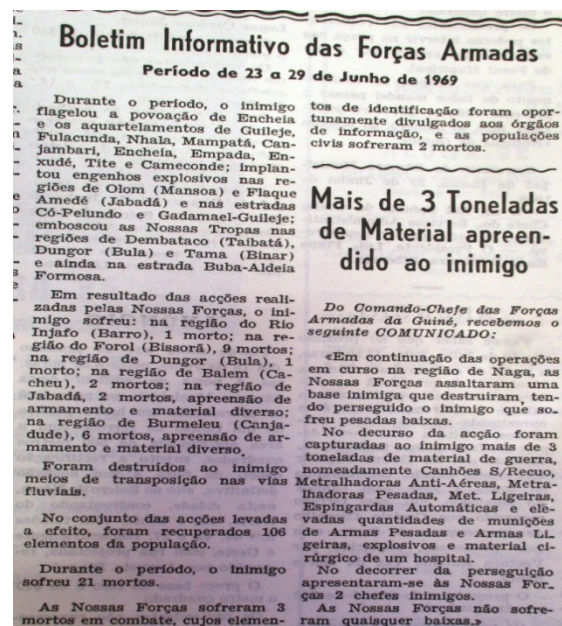 Boletim Informativo das Forças Armadas
Período de 23 a 29 de Junho de 1969
Durante o período, o inimigo
flagelou a povoação de Encheia
e os aquartelamentos de Guileje,
Fulacunda, Nhala, Mampatá, Can-
jambari, Encheia, Empada, En-
xudé, Tite e Cameconde; implan-
tou engenhos explosivos nas re-
giões de Olom (Mansoa) e Flaque
Amedé (Jabadá) e nas estradas
Có-Pelundo e Gadamael-Guileje;
emboscou as Nossas Tropas nas
regiões de Dembataco (Taibatá),
Dungor (Bula) e Tama (Binar)
e ainda na estrada Buba-Aldeia
Formosa.
Em resultado das acções reali-
zadas pelas Nossas Forças, o ini-
migo sofreu: na região do Rio
Injafo (Barro), 1 morto; na re-
gião do Forol (Bissorã), 9 mortos;
na região de Dungor (Bula), 1
morto; na região de Balem (Ca-
cheu), 2 mortos; na região de
Jabadá, 2 mortos, apreensão de
armamento e material diverso;
na região de Burmeleu (Canja-
dude), 6 mortos, apreensão de ar-
mamento e material diverso.
Foram destruídos ao inimigo
meios de transposição nas vias
fluviais.
No conjunto das acções levadas
a efeito, foram recuperados 106
elementos da população.
Durante o período, o inimigo
sofreu 21 mortos.
As Nossas Forças sofreram 3
mortos em combate, cujos elemen-
tos de identificação foram opor-
tunamente divulgados aos órgãos
de informação, e as populações
civis sofreram 2 mortos.
Mais de 3 Toneladas
de Material apreen-
dido ao inimigo
Do Comando-Chefe das Forças
Armadas da Guiné, recebemos o
seguinte COMUNICADO:
«Em continuação das operações
em curso na região de Naga, as
Nossas Forças assaltaram uma
base inimiga que destruiram, ten-
do perseguido o inimigo que so-
freu pesadas baixas.
No decurso da acção foram
capturadas ao inimigo mais de 3
toneladas de material de guerra,
nomeadamente Canhões S/Recuo,
Metralhadoras Anti-Aéreas, Metra-
lhadoras Pesadas, Met. Ligeiras,
Espingardas Automáticas e ele-
vadas quantidades de munições
de Armas Pesadas e Armas Li-
geiras, explosivos e material ci-
rúrgico de um hospital.
No decorrer da perseguição
apresentaram-se às Nossas For-
ças 2 chefes inimigos.
As Nossas Forças não sofre-
ram quaisquer baixas.»